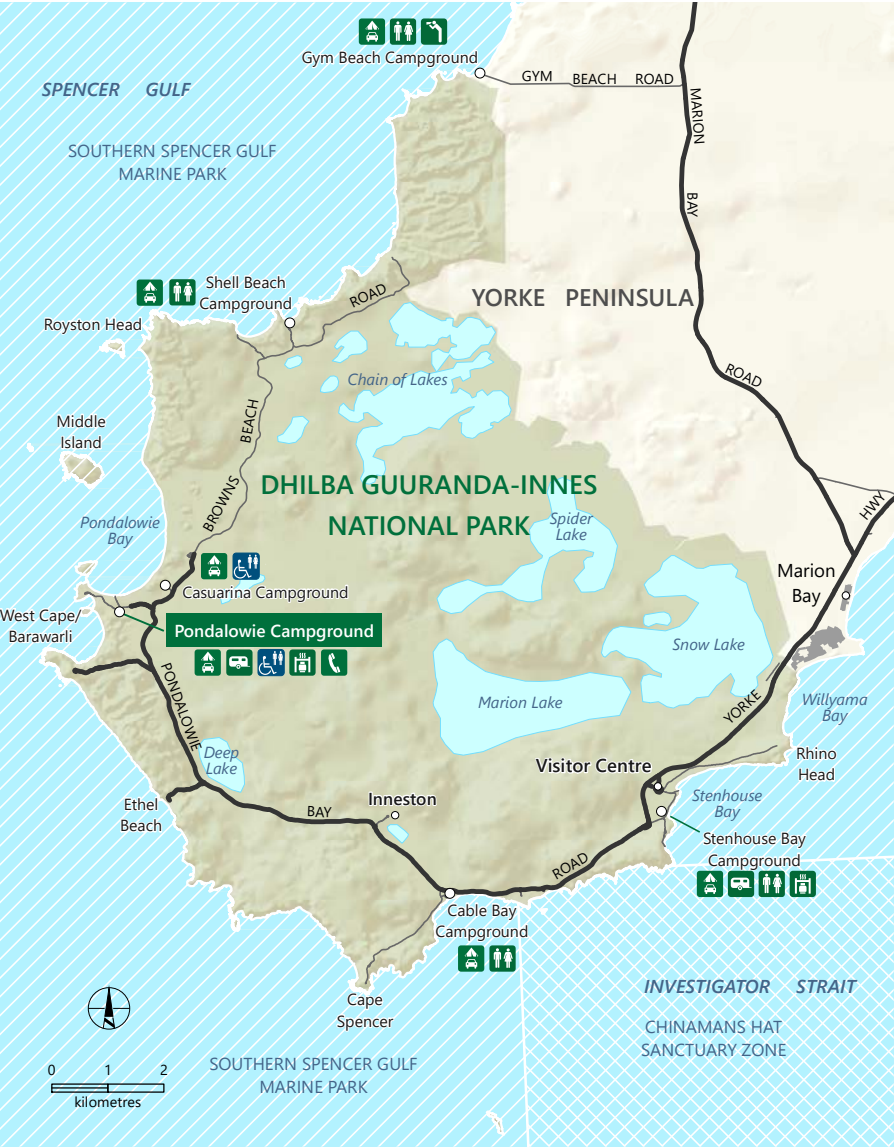 Gym Beach Campground
GYM BEACH ROAD
SPENCER GULF
MARION
BAY
ROAD
SOUTHERN SPENCER GULF
MARINE PARK
Shell Beach
Campground
ROAD
YORKE PENINSULA
Royston Head
Chain of Lakes
BEACH
BROWNS
Middle
Island
DHILBA GUURANDA-INNES
NATIONAL PARK
HWY
Spider
Lake
Pondalowie
Bay
Casuarina Campground
Marion
Bay
West Cape/
Barawarli
Pondalowie Campground
Snow Lake
PONDALOWIE
Marion Lake
YORKE
Willyama
Bay
Deep
Lake
Visitor Centre
Rhino
Head
Ethel
Beach
BAY
Inneston
Stenhouse
Bay
Stenhouse Bay
Campground
ROAD
Cable Bay
Campground
Cape
Spencer
INVESTIGATOR STRAIT
CHINAMANS HAT
SANCTUARY ZONE
SOUTHERN SPENCER GULF
MARINE PARK
0 1 2
kilometres